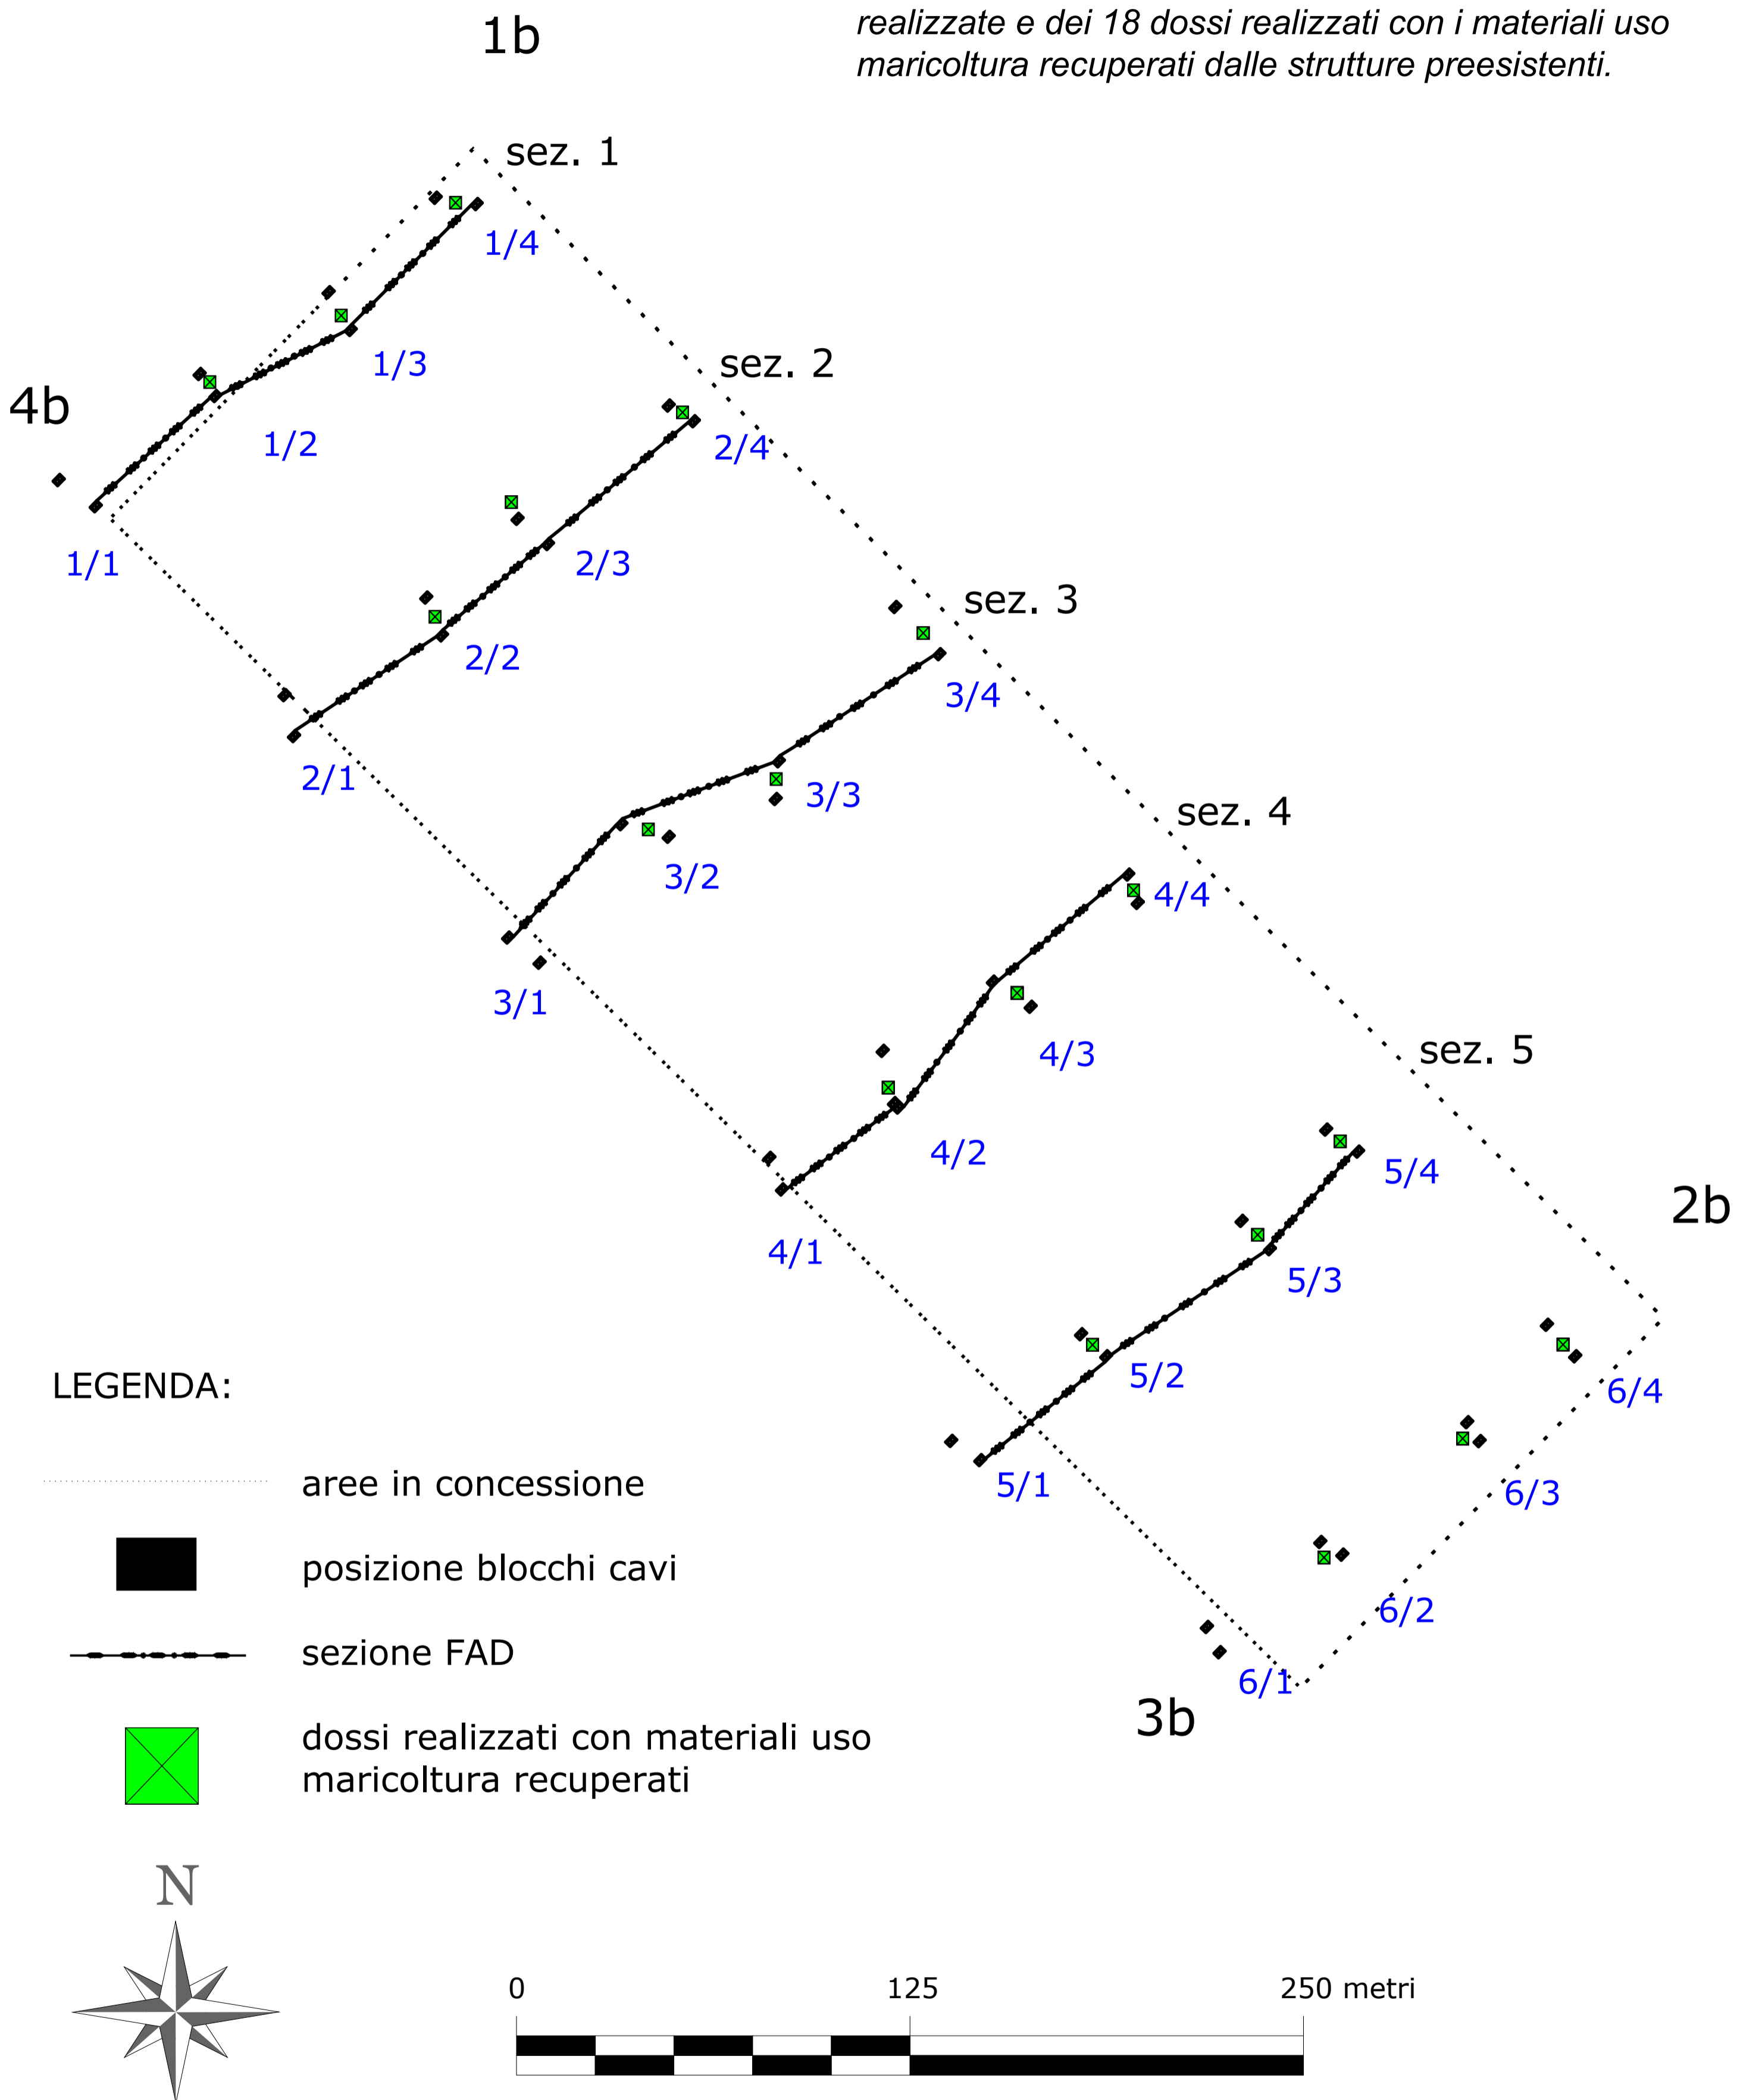 1b
realizzate e dei 18 dossi realizzati con i materiali uso
maricoltura recuperati dalle strutture preesistenti.
sez. 1
1/4
1/3
sez. 2
4b
1/2
2/4
1/1
2/3
sez. 3
2/2
3/4
2/1
3/3
sez. 4
3/2
4/4
3/1
4/3
sez. 5
4/2
5/4
2b
4/1
5/3
5/2
6/4
LEGENDA:
5/1
6/3
aree in concessione
posizione blocchi cavi
6/2
sezione FAD
6/1
3b
dossi realizzati con materiali uso
maricoltura recuperati
N
0 125 250 metri